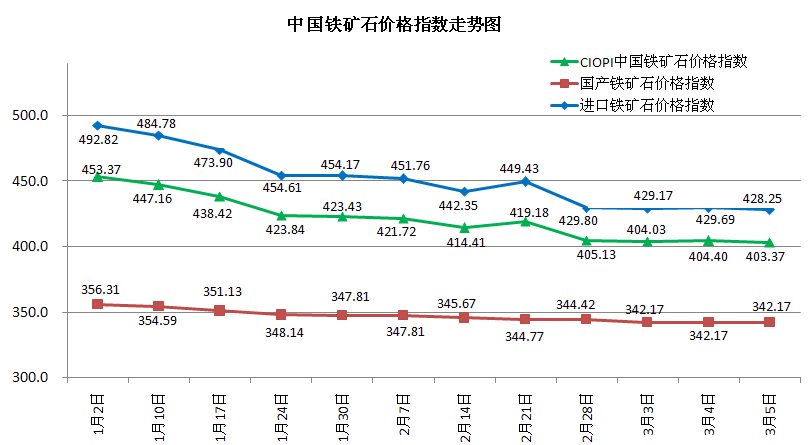 中国铁矿石价格指数走势图
CIOPI中国铁矿石价格指数
国产铁矿石价格指数
进口铁矿石价格指数
500.0
450.0
400.0
350.0
300.0
492.82
484.78
473.90
454.61
454.17
451.76
442.35
449.43
429.80
429.17
429.69
428.25
453.37
447.16
438.42
423.84
423.43
421.72
414.41
419.18
405.13
404.03
404.40
403.37
356.31
354.59
351.13
348.14
347.81
347.81
345.67
344.77
344.42
342.17
342.17
342.17
1月2日
1月10日
1月17日
1月24日
1月30日
2月7日
2月14日
2月21日
2月28日
3月3日
3月4日
3月5日